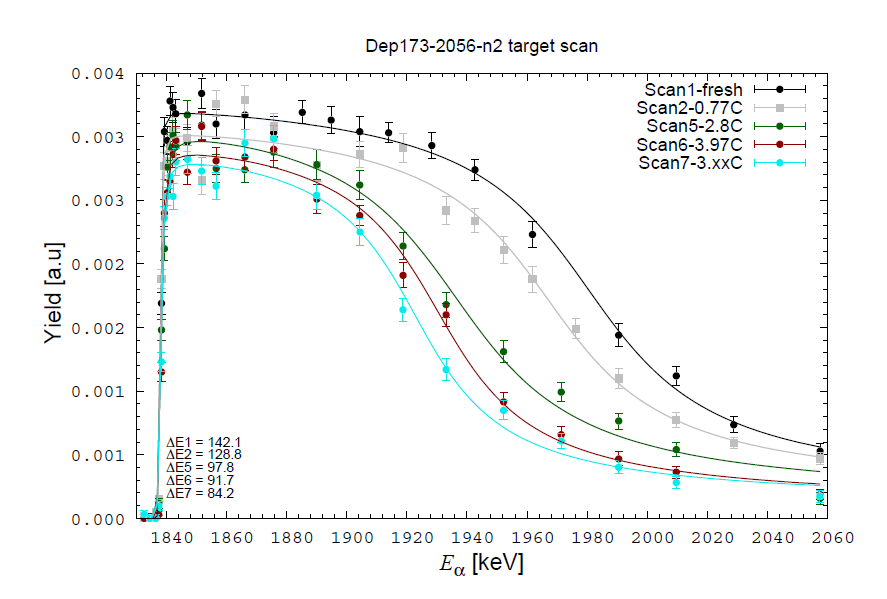 Dep173-2056-n2 target scan
0.004
0.003
0.003
0.002
0.002
0.001
0.001
0.000
Yield [a.u]
Scan1-fresh
Scan2-0.77C
Scan5-2.8C
Scan6-3.97C
Scan7-3.xxC
ΔE1 = 142.1
ΔE2 = 128.8
ΔE5 = 97.8
ΔE6 = 91.7
ΔE7 = 84.2
1840 1860 1880 1900 1920 1940 1960 1980 2000 2020 2040 2060
Eα [keV]